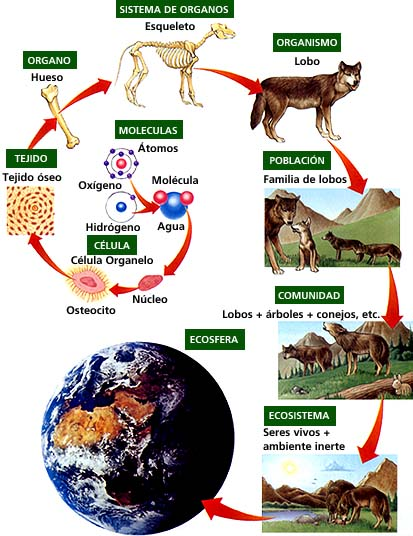 SISTEMA DE ORGANOS
Esqueleto
ORGANO
Hueso
ORGANISMO
Lobo
MOLECULAS
Átomos
Oxígeno
Molécula
Hidrógeno
Agua
TEJIDO
Tejido óseo
CÉLULA
Célula Organelo
Núcleo
Osteocito
POBLACIÓN
Familia de lobos
COMUNIDAD
Lobos + árboles + conejos, etc.
ECOSISTEMA
Seres vivos +
ambiente inerte
ECOSFERA